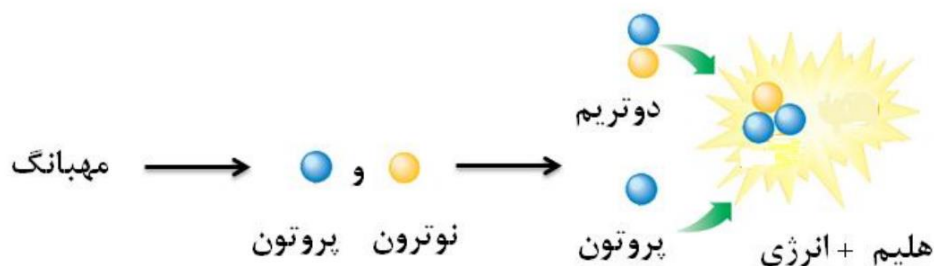 مهبانگ
و
پروتون
نوترون
دوتریم
پروتون
هلیم + انرژی